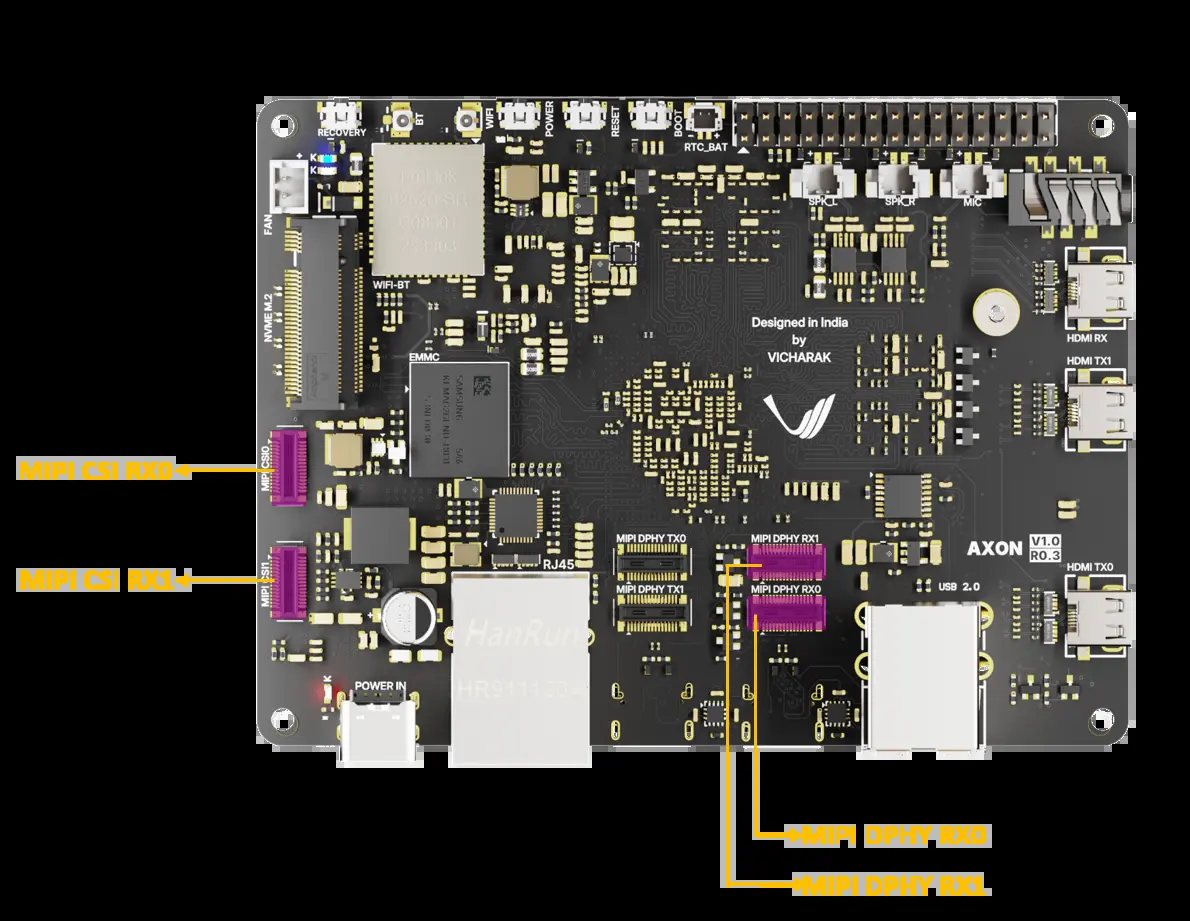 RECOVERY
BT
WIFI
POWER
RESET
BOOT
RTC_BAT
SPK_L
SPK_R
MIC
K
K
FAN
WIFI-BT
NVME M.2
EMMC
SAMSUNG
Designed in India
by
VICHARAK
HDMI RX
HDMI TX1
MIPI CSI RX0
MIPI CSI0
MIPI CSI RX1
MIPI CSI1
MIPI DPHY TX0
MIPI DPHY RX1
MIPI DPHY TX1
MIPI DPHY RX0
AXON
V1.0
R0.3
RJ45
HDMI TX0
USB 2.0
HanRun
K
POWER IN
MIPI DPHY RX0
MIPI DPHY RX1